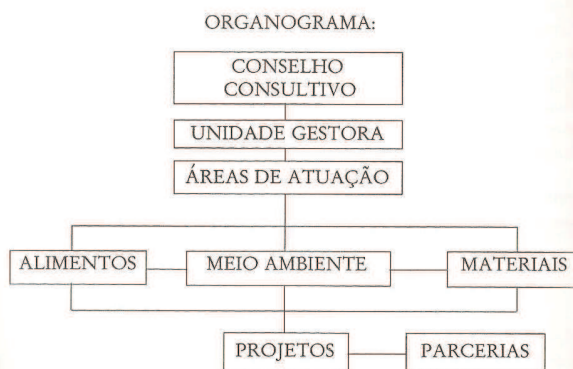 ORGANOGRAMA:
CONSELHO
CONSULTIVO
UNIDADE GESTORA
ÁREAS DE ATUAÇÃO
ALIMENTOS
MEIO AMBIENTE
MATERIAIS
PROJETOS
PARCERIAS